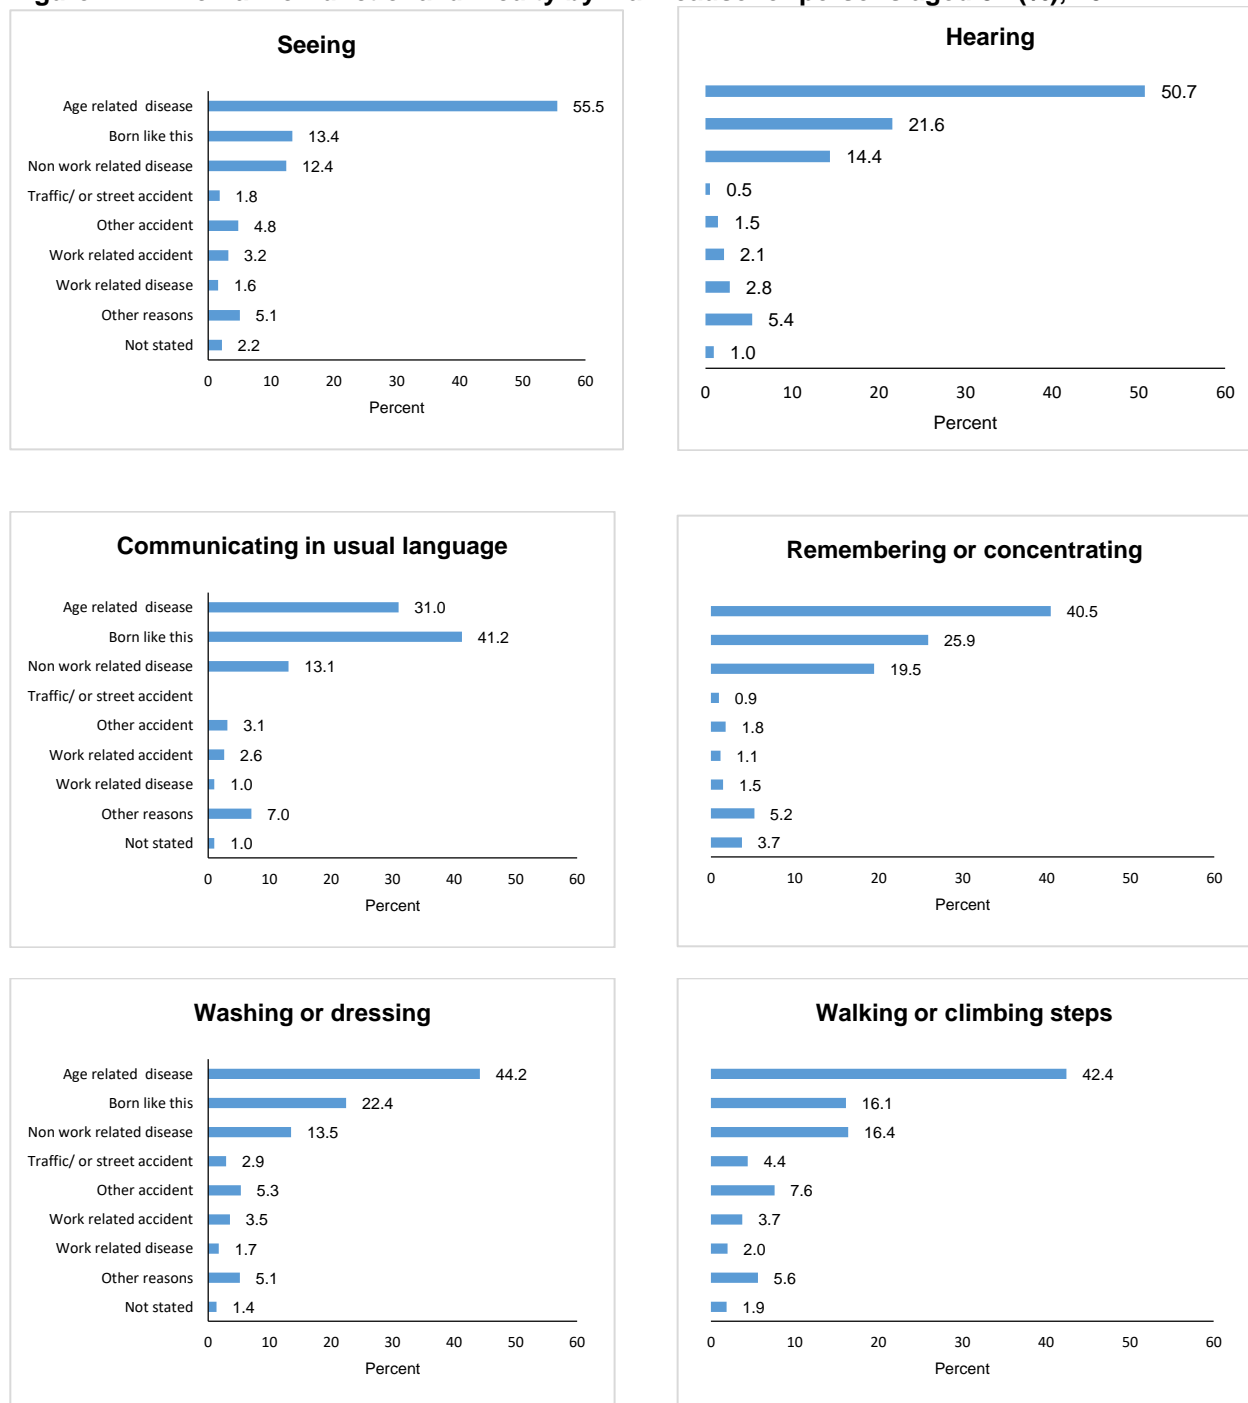 Seeing
Age related disease 55.5
Born like this 13.4
Non work related disease 12.4
Traffic/ or street accident 1.8
Other accident 4.8
Work related accident 3.2
Work related disease 1.6
Other reasons 5.1
Not stated 2.2
0 10 20 30 40 50 60
Percent
Hearing
50.7
21.6
14.4
0.5
1.5
2.1
2.8
5.4
1.0
0 10 20 30 40 50 60
Percent
Communicating in usual language
Age related disease 31.0
Born like this 41.2
Non work related disease 13.1
Traffic/ or street accident
Other accident 3.1
Work related accident 2.6
Work related disease 1.0
Other reasons 7.0
Not stated 1.0
0 10 20 30 40 50 60
Percent
Remembering or concentrating
40.5
25.9
19.5
0.9
1.8
1.1
1.5
5.2
3.7
0 10 20 30 40 50 60
Percent
Washing or dressing
Age related disease 44.2
Born like this 22.4
Non work related disease 13.5
Traffic/ or street accident 2.9
Other accident 5.3
Work related accident 3.5
Work related disease 1.7
Other reasons 5.1
Not stated 1.4
0 10 20 30 40 50 60
Percent
Walking or climbing steps
42.4
16.1
16.4
4.4
7.6
3.7
2.0
5.6
1.9
0 10 20 30 40 50 60
Percent